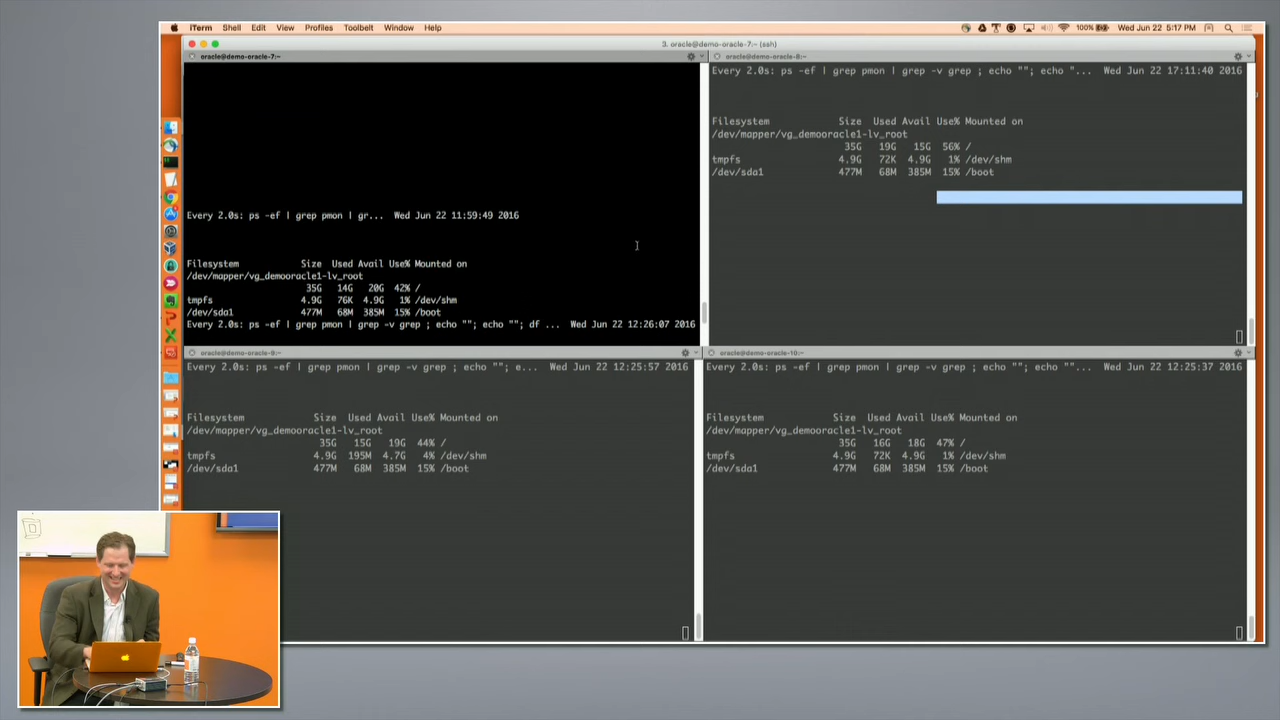 iTerm Shell Edit View Profiles Toolbelt Window Help 100% Wed Jun 22 5:17 PM
3. oracle@demo-oracle-7:~ (ssh)
oracle@demo-oracle-7:~
Every 2.0s: ps -ef | grep pmon | gr... Wed Jun 22 11:59:49 2016
Filesystem Size Used Avail Use% Mounted on
/dev/mapper/vg_demooracle1-lv_root
35G 14G 20G 42% /
tmpfs 4.9G 76K 4.9G 1% /dev/shm
/dev/sda1 477M 68M 385M 15% /boot
Every 2.0s: ps -ef | grep pmon | grep -v grep ; echo ""; echo ""; df ... Wed Jun 22 12:26:07 2016
oracle@demo-oracle-8:~
Every 2.0s: ps -ef | grep pmon | grep -v grep ; echo ""; echo "... Wed Jun 22 17:11:40 2016
Filesystem Size Used Avail Use% Mounted on
/dev/mapper/vg_demooracle1-lv_root
35G 19G 15G 56% /
tmpfs 4.9G 72K 4.9G 1% /dev/shm
/dev/sda1 477M 68M 385M 15% /boot
oracle@demo-oracle-9:~
Every 2.0s: ps -ef | grep pmon | grep -v grep ; echo ""; e... Wed Jun 22 12:25:57 2016
Filesystem Size Used Avail Use% Mounted on
/dev/mapper/vg_demooracle1-lv_root
35G 15G 19G 44% /
tmpfs 4.9G 195M 4.7G 4% /dev/shm
/dev/sda1 477M 68M 385M 15% /boot
oracle@demo-oracle-10:~
Every 2.0s: ps -ef | grep pmon | grep -v grep ; echo ""; echo ""... Wed Jun 22 12:25:37 2016
Filesystem Size Used Avail Use% Mounted on
/dev/mapper/vg_demooracle1-lv_root
35G 16G 18G 47% /
tmpfs 4.9G 72K 4.9G 1% /dev/shm
/dev/sda1 477M 68M 385M 15% /boot